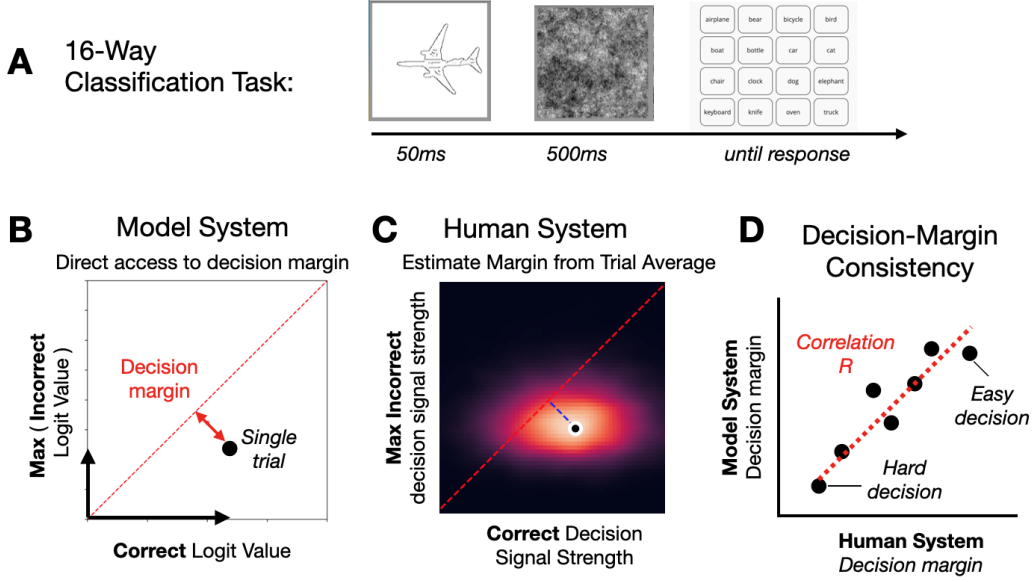 A
16-Way
Classification Task:
airplane bear bicycle bird
boat bottle car cat
chair clock dog elephant
keyboard knife oven truck
50ms 500ms until response
B Model System
Direct access to decision margin
Max ( Incorrect
Logit Value )
Decision
margin
Single
trial
Correct Logit Value
C Human System
Estimate Margin from Trial Average
Max Incorrect
decision signal strength
Correct Decision
Signal Strength
D Decision-Margin
Consistency
Model System
Decision margin
Correlation
R
Easy
decision
Hard
decision
Human System
Decision margin